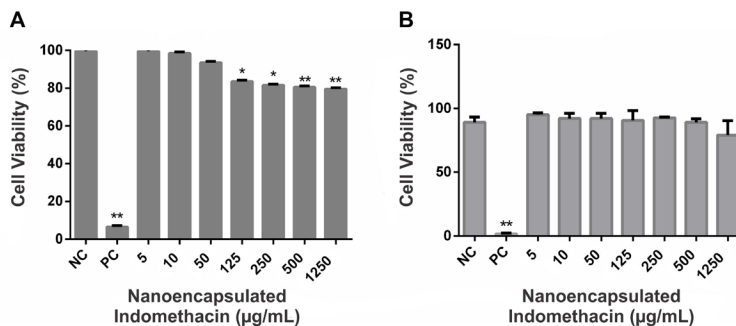 A
Cell Viability (%)
100
80
60
40
20
0
** * * ** **
NC PC 5 10 50 125 250 500 1250
Nanoencapsulated
Indomethacin (µg/mL)
B
Cell Viability (%)
150
100
50
0
**
NC PC 5 10 50 125 250 500 1250
Nanoencapsulated
Indomethacin (µg/mL)